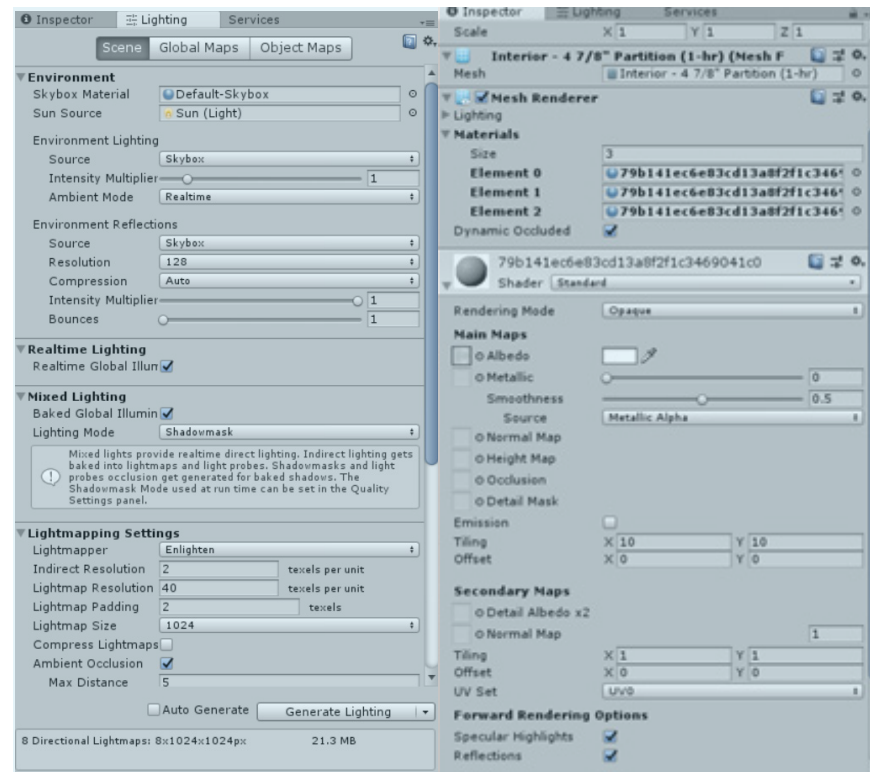 Inspector Lighting Services
Scene Global Maps Object Maps
Environment
Skybox Material Default-Skybox
Sun Source Sun (Light)
Environment Lighting
Source Skybox
Intensity Multiplier 1
Ambient Mode Realtime
Environment Reflections
Source Skybox
Resolution 128
Compression Auto
Intensity Multiplier 1
Bounces 1
Realtime Lighting
Realtime Global Illun
Mixed Lighting
Baked Global Illumin
Lighting Mode Shadowmask
Mixed lights provide realtime direct lighting. Indirect lighting gets
baked into lightmaps and light probes. Shadowmasks and light
probes occlusion get generated for baked shadows. The
Shadowmask Mode used at run time can be set in the Quality
Settings panel.
Lightmapping Settings
Lightmapper Enlighten
Indirect Resolution 2 texels per unit
Lightmap Resolution 40 texels per unit
Lightmap Padding 2 texels
Lightmap Size 1024
Compress Lightmaps
Ambient Occlusion
Max Distance 5
Auto Generate Generate Lighting
8 Directional Lightmaps: 8x1024x1024px 21.3 MB
Inspector Lighting Services
Scale X 1 Y 1 Z 1
Interior - 4 7/8" Partition (1-hr) (Mesh F
Mesh Interior - 4 7/8" Partition (1-hr)
Mesh Renderer
Lighting
Materials
Size 3
Element 0 79b141ec6e83cd13a8f2f1c346
Element 1 79b141ec6e83cd13a8f2f1c346
Element 2 79b141ec6e83cd13a8f2f1c346
Dynamic Occluded
79b141ec6e83cd13a8f2f1c3469041c0
Shader Standard
Rendering Mode Opaque
Main Maps
Albedo
Metallic 0
Smoothness 0.5
Source Metallic Alpha
Normal Map
Height Map
Occlusion
Detail Mask
Emission
Tiling X 10 Y 10
Offset X 0 Y 0
Secondary Maps
Detail Albedo x2
Normal Map 1
Tiling X 1 Y 1
Offset X 0 Y 0
UV Set UV0
Forward Rendering Options
Specular Highlights
Reflections